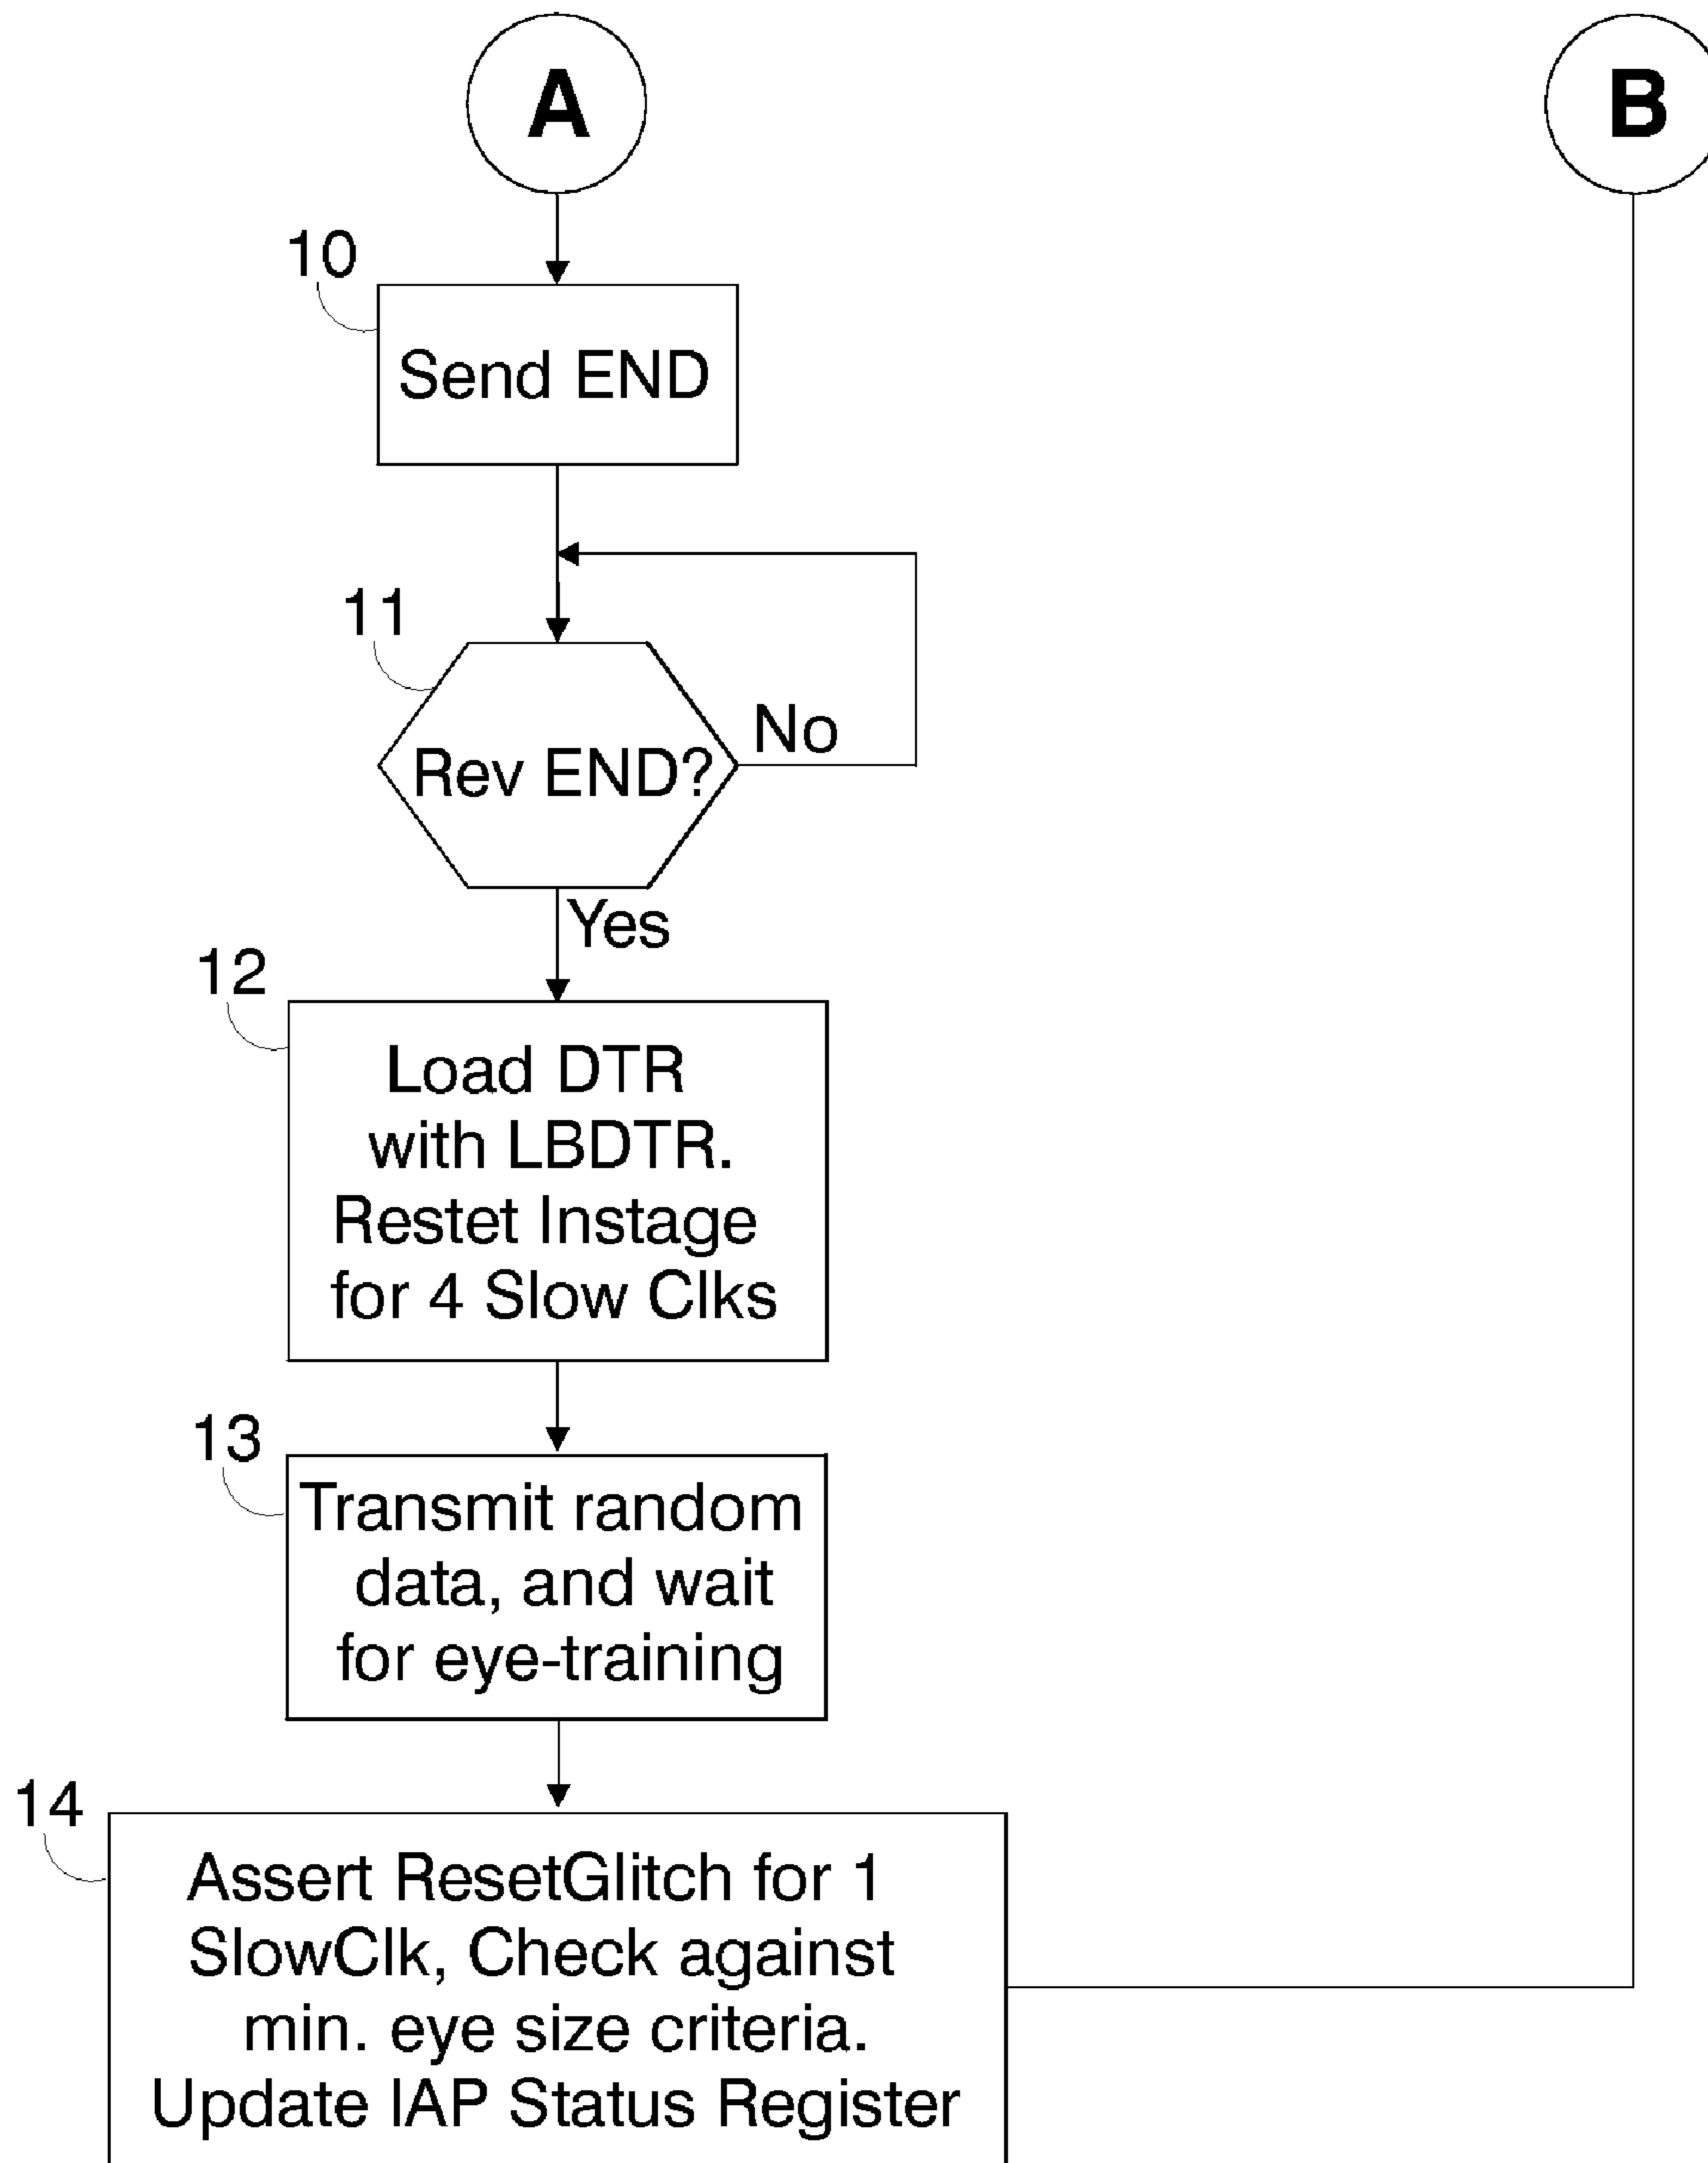 A
B
10
Send END
11
Rev END?
No
Yes
12
Load DTR
with LBDTR.
Restet Instage
for 4 Slow Clks
13
Transmit random
data, and wait
for eye-training
14
Assert ResetGlitch for 1
SlowClk, Check against
min. eye size criteria.
Update IAP Status Register